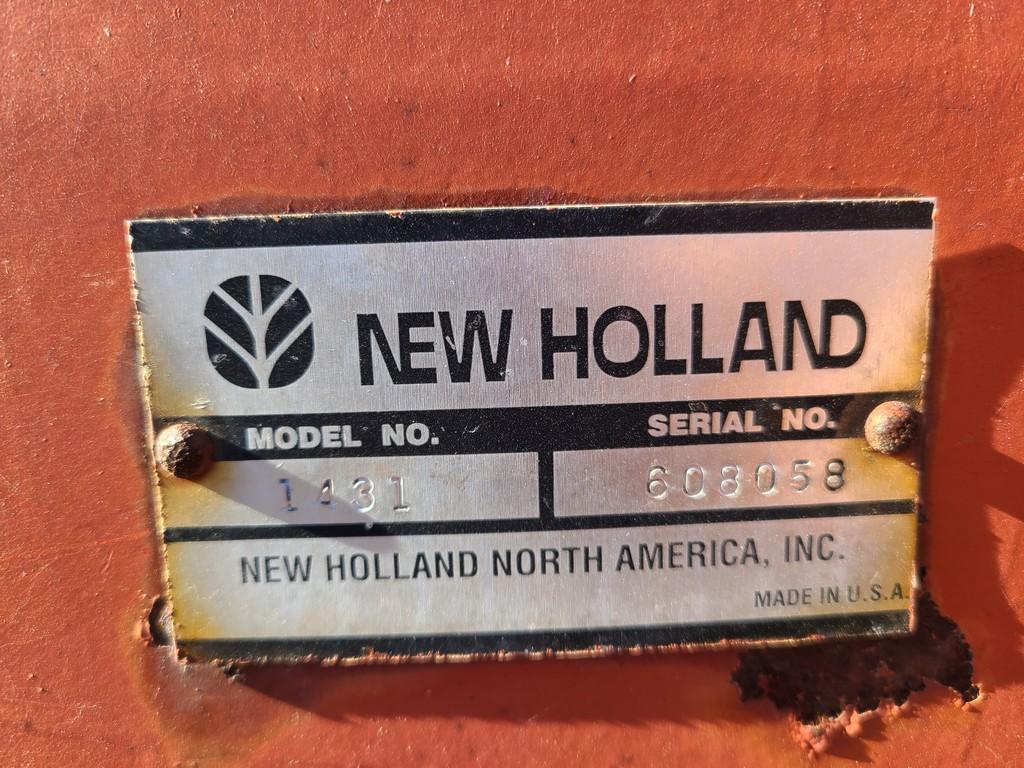 NEW HOLLAND
MODEL NO. SERIAL NO.
1431 608058
NEW HOLLAND NORTH AMERICA, INC.
MADE IN U.S.A.